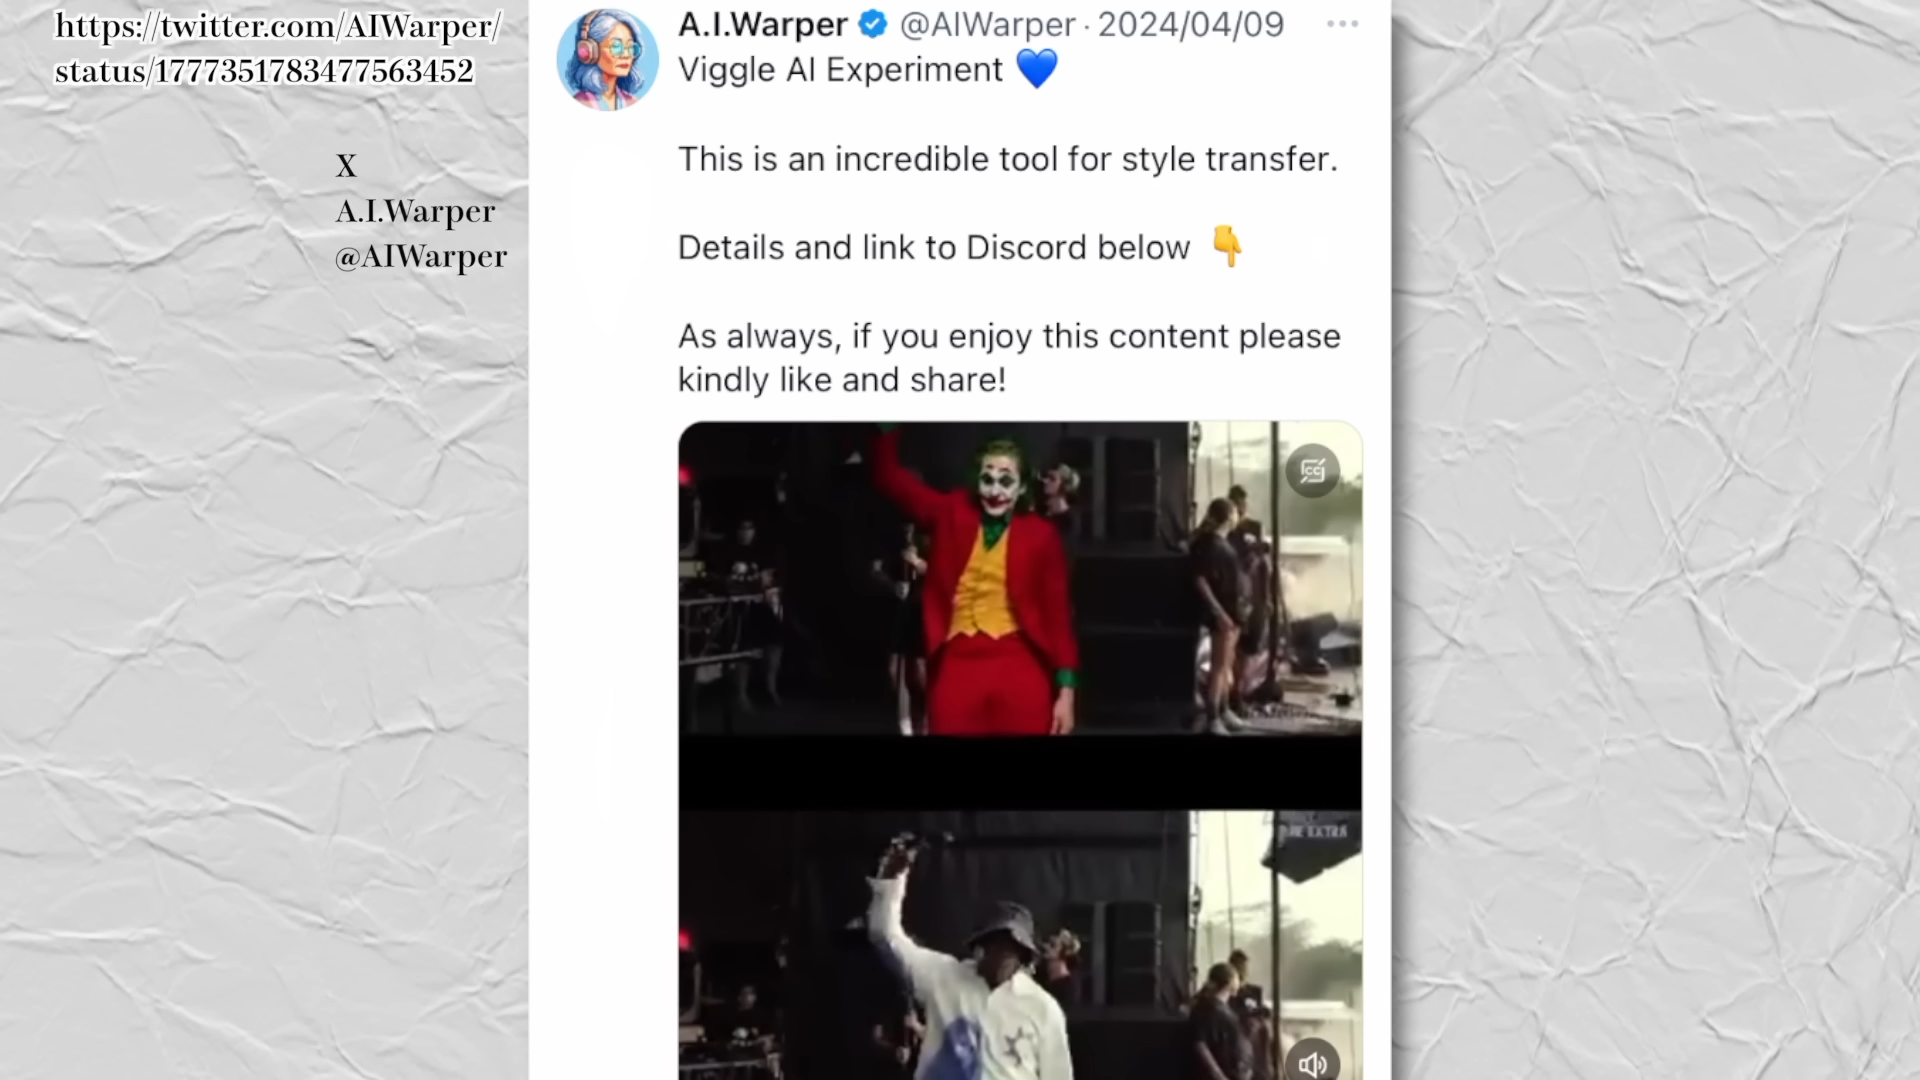 https://twitter.com/AIWarper/
status/1777351783477563452
X
A.I.Warper
@AIWarper
A.I.Warper @AIWarper · 2024/04/09
Viggle AI Experiment 💙
This is an incredible tool for style transfer.
Details and link to Discord below 👇
As always, if you enjoy this content please
kindly like and share!
CC